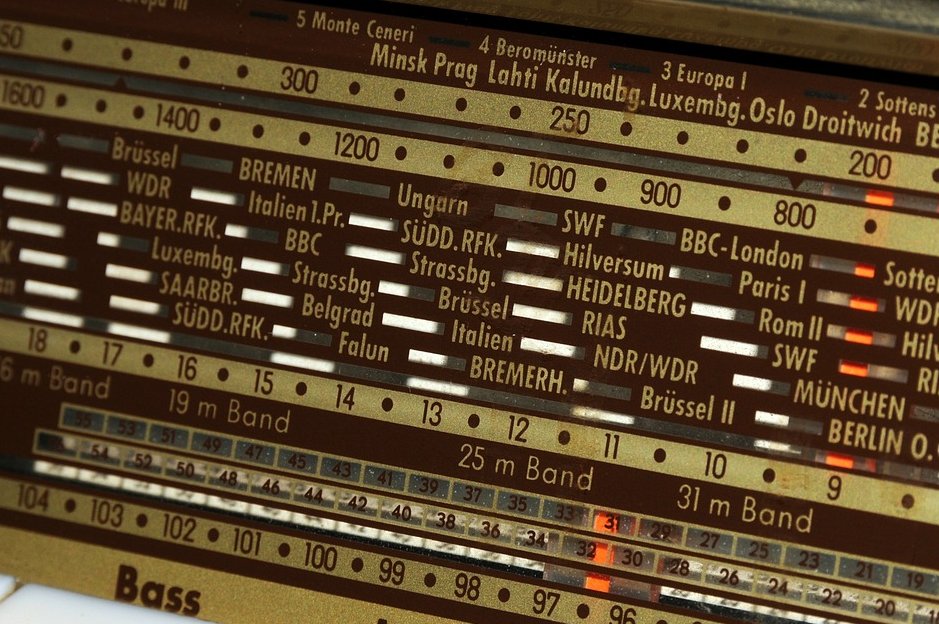 5 Monte Ceneri 4 Beromünster 3 Europa I 2 Sottens
Minsk Prag Lahti Kalundbg. Luxembg. Oslo Droitwich
300 250 200
1600 1400 1200 1000 900 800
Brüssel BREMEN Ungarn SWF BBC-London
WDR Italien 1.Pr. SÜDD.RFK. Hilversum Paris I
BAYER.RFK. BBC Strassbg. HEIDELBERG Rom II
Luxembg. Strassbg. Brüssel RIAS SWF
SAARBR. Belgrad Italien NDR/WDR MÜNCHEN
SÜDD.RFK. Falun BREMERH. Brüssel II BERLIN
18 17 16 15 14 13 12 11 10 9
m Band 19 m Band 25 m Band 31 m Band
55 53 51 49 47 45 43 41 39 37 35 33 31 29 27 25 23 21 19
54 52 50 48 46 44 42 40 38 36 34 32 30 28 26 24 22 20
104 103 102 101 100 99 98 97 96
Bass